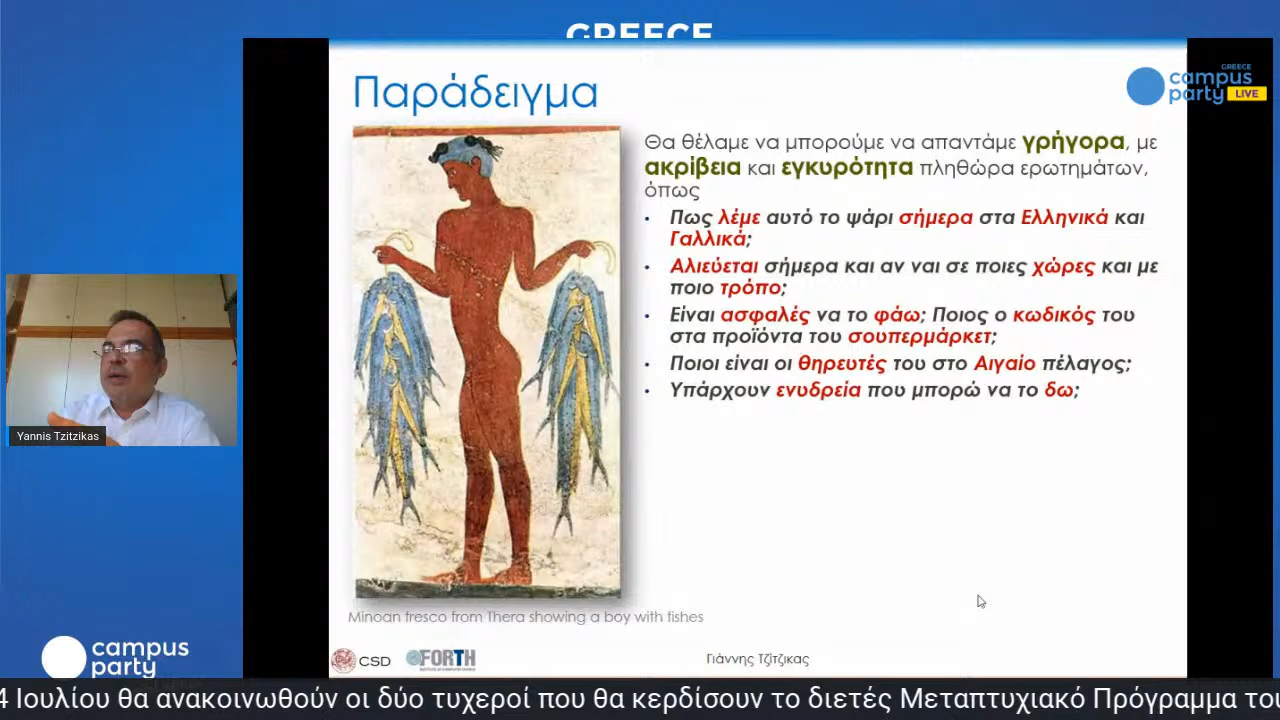 GREECE
Παράδειγμα
GREECE
campus
party LIVE
Θα θέλαμε να μπορούμε να απαντάμε γρήγορα, με
ακρίβεια και εγκυρότητα πληθώρα ερωτημάτων,
όπως
• Πως λέμε αυτό το ψάρι σήμερα στα Ελληνικά και
Γαλλικά;
• Αλιεύεται σήμερα και αν ναι σε ποιες χώρες και με
ποιο τρόπο;
• Είναι ασφαλές να το φάω; Ποιος ο κωδικός του
στα προϊόντα του σουπερμάρκετ;
• Ποιοι είναι οι θηρευτές του στο Αιγαίο πέλαγος;
• Υπάρχουν ενυδρεία που μπορώ να το δω;
Yannis Tzitzikas
Minoan fresco from Thera showing a boy with fishes
campus
party
CSD
FORTH
Γιάννης Τζίτζικας
4 Ιουλίου θα ανακοινωθούν οι δύο τυχεροί που θα κερδίσουν το διετές Μεταπτυχιακό Πρόγραμμα του